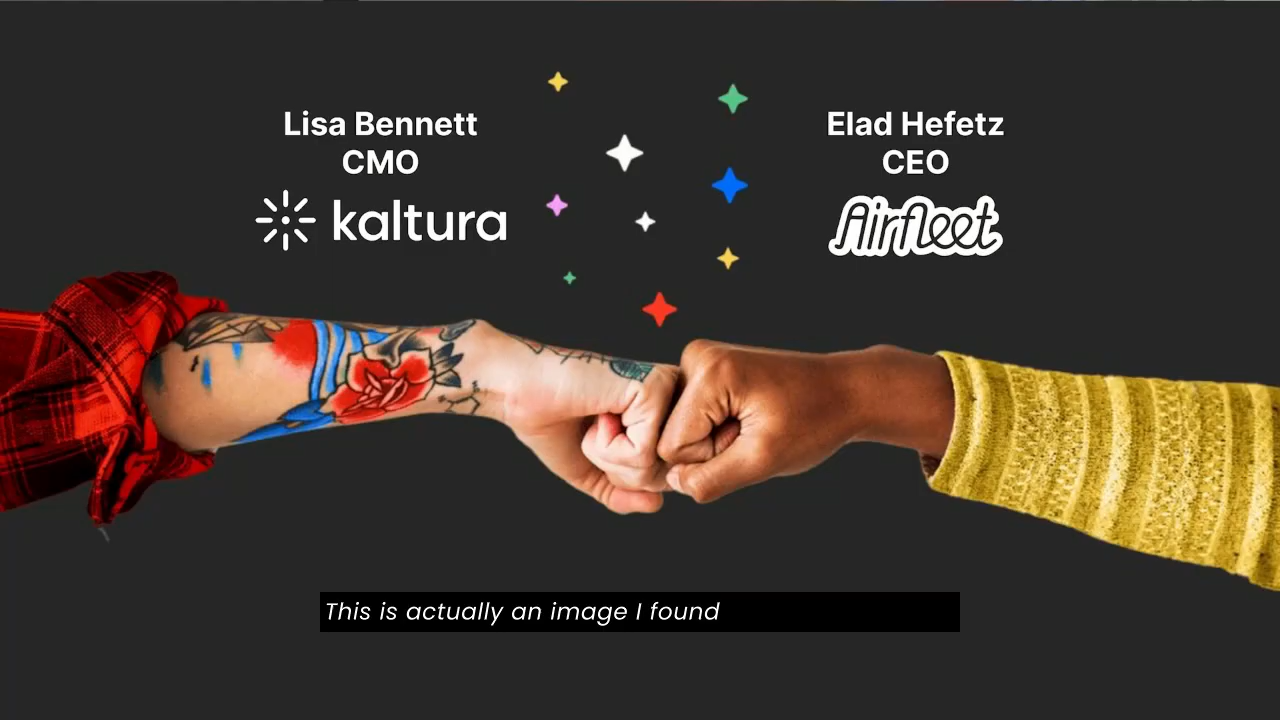 Lisa Bennett
CMO
kaltura
Elad Hefetz
CEO
Airfleet
This is actually an image I found